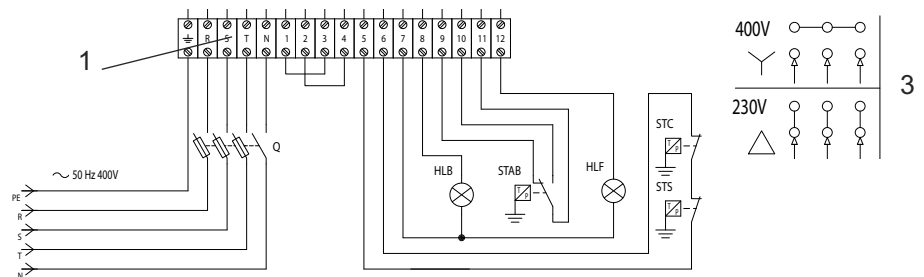 R S T N 1 2 3 4 5 6 7 8 9 10 11 12
1
Q
50 Hz 400V
PE
R
S
T
N
HLB
STAB
T P
HLF
STC
T P
STS
T P
400V
230V
3